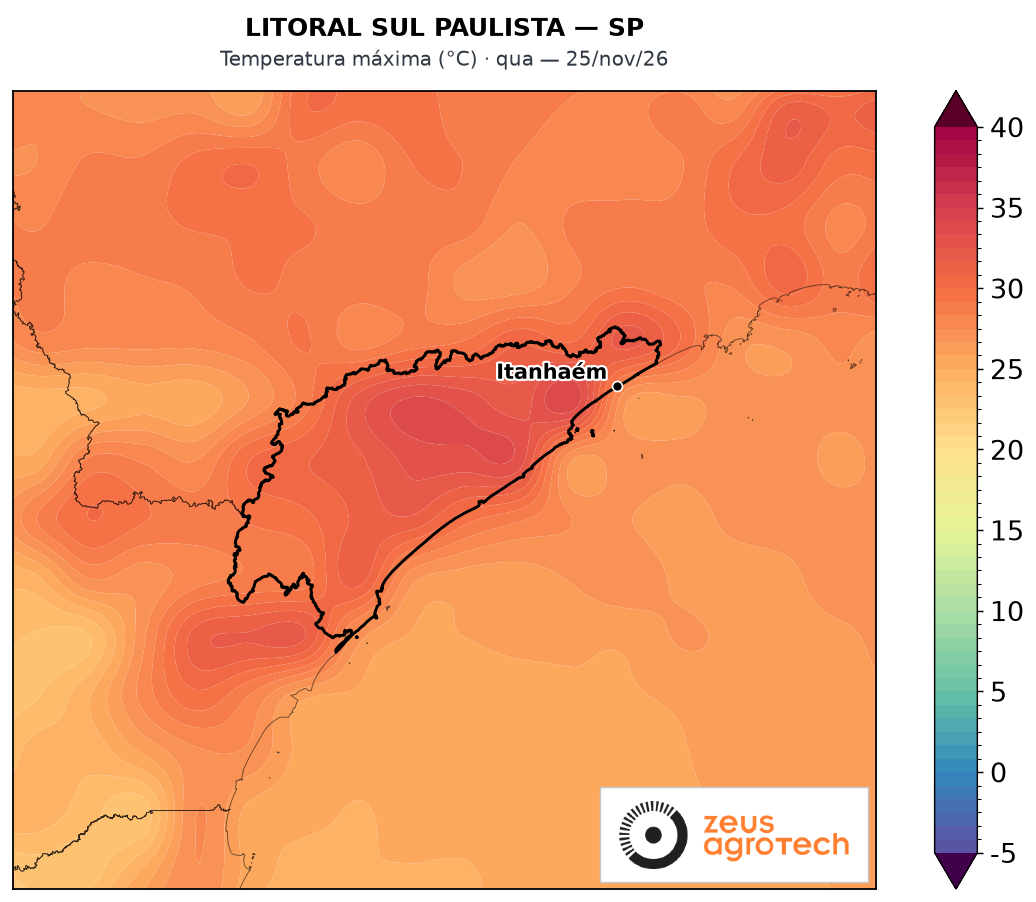 LITORAL SUL PAULISTA — SP
Temperatura máxima (°C) · qua — 25/nov/26
Itanhaém
40
35
30
25
20
15
10
5
0
-5
zeus
agrotech